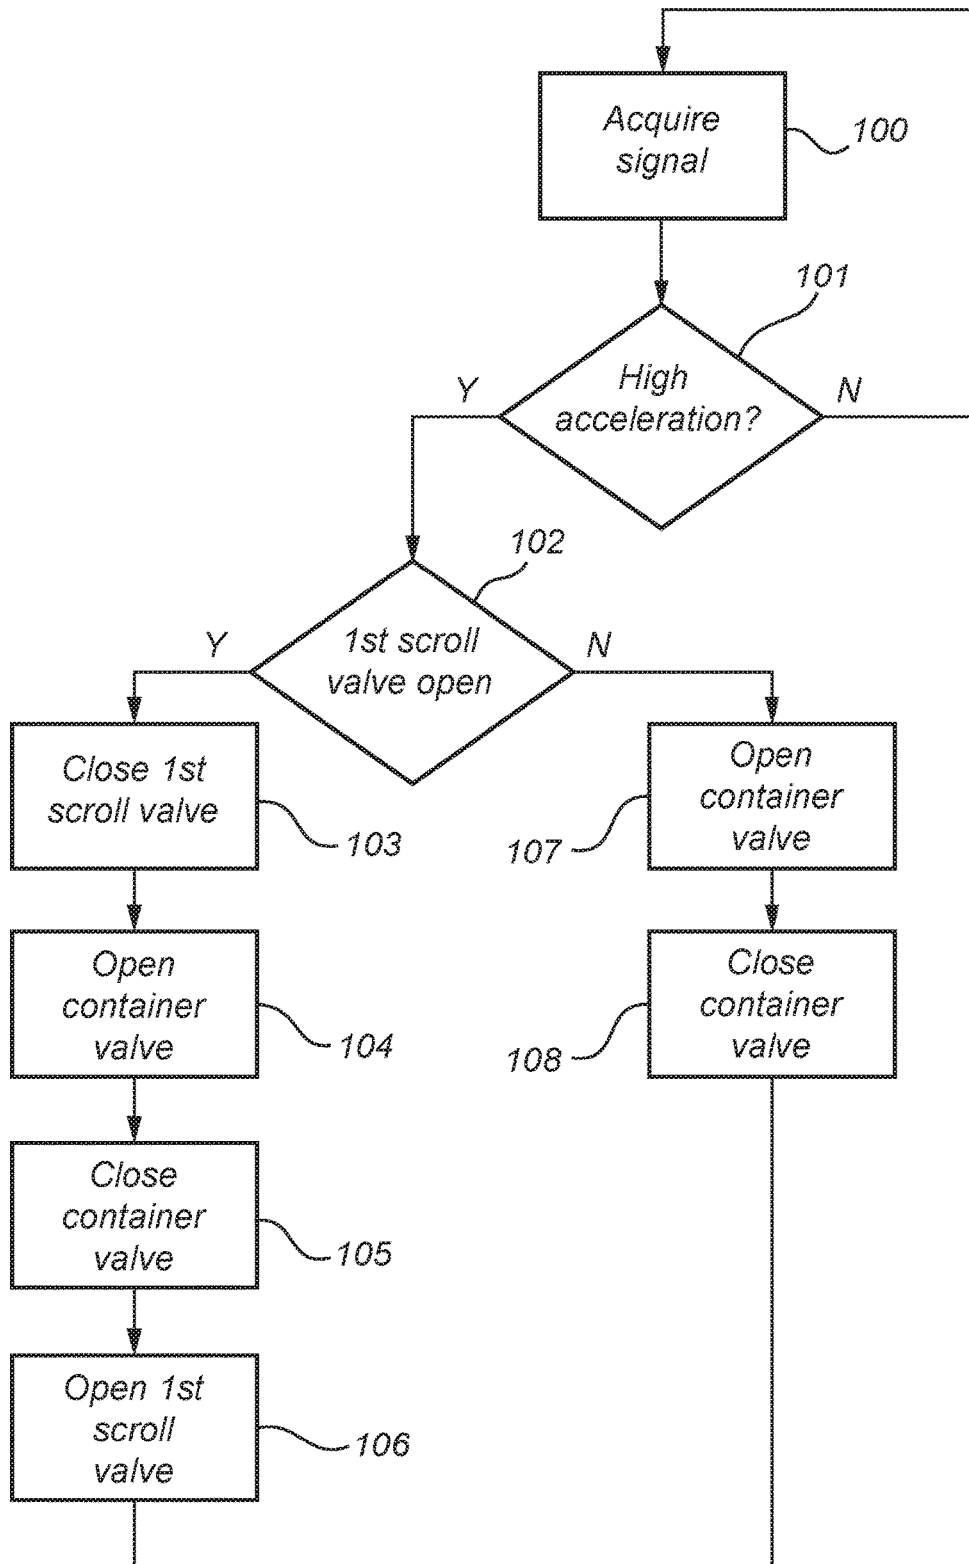 Acquire
signal
100
101
High
acceleration?
Y
N
102
1st scroll
valve open
Y
N
Close 1st
scroll valve
103
Open
container
valve
107
Open
container
valve
104
Close
container
valve
108
Close
container
valve
105
Open 1st
scroll
valve
106